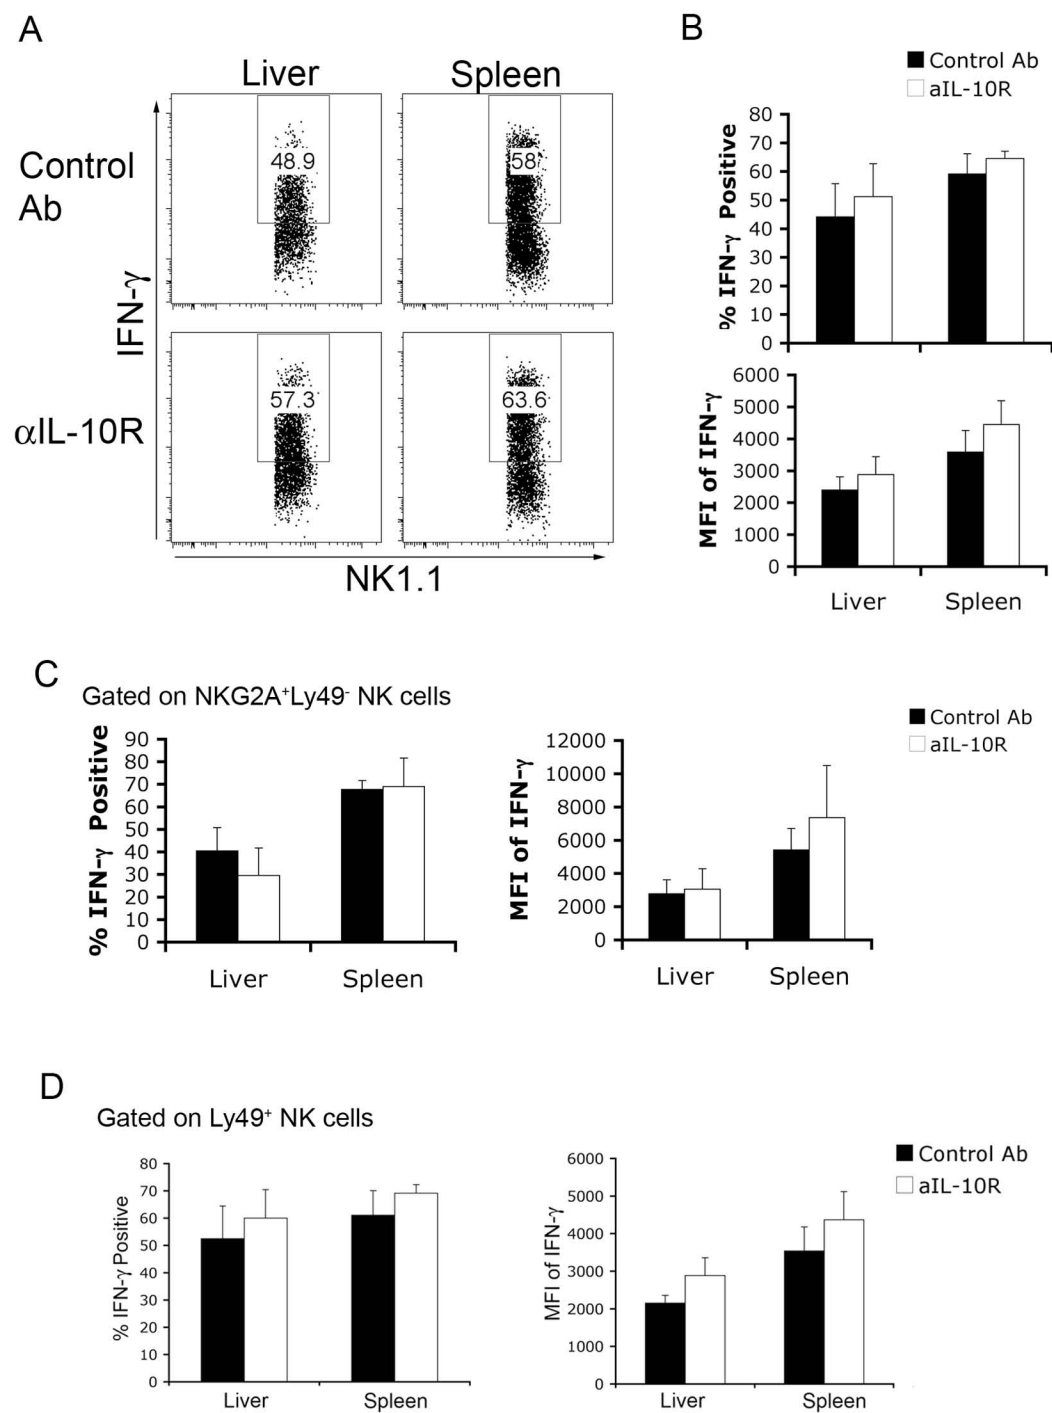 A
Liver Spleen
Control
Ab
48.9 58
IFN-γ
αIL-10R
57.3 63.6
NK1.1
B
Control Ab
aIL-10R
% IFN-γ Positive
80
70
60
50
40
30
20
10
0
MFI of IFN-γ
6000
5000
4000
3000
2000
1000
0
Liver Spleen
C
Gated on NKG2A⁺Ly49⁻ NK cells
% IFN-γ Positive
90
80
70
60
50
40
30
20
10
0
Liver Spleen
MFI of IFN-γ
12000
10000
8000
6000
4000
2000
0
Liver Spleen
Control Ab
aIL-10R
D
Gated on Ly49⁺ NK cells
% IFN-γ Positive
80
70
60
50
40
30
20
10
0
Liver Spleen
MFI of IFN-γ
6000
5000
4000
3000
2000
1000
0
Liver Spleen
Control Ab
aIL-10R